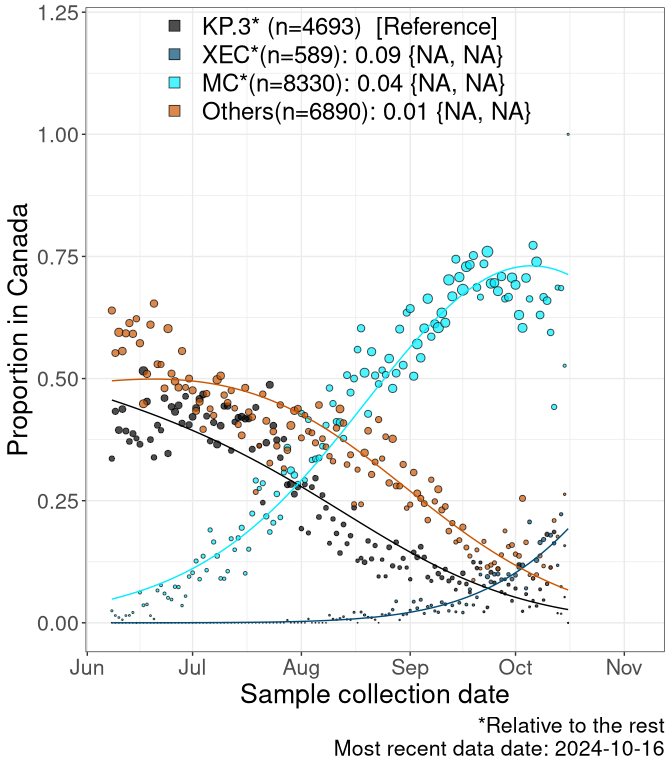 KP.3* (n=4693)  [Reference]
XEC*(n=589): 0.09 {NA, NA}
MC*(n=8330): 0.04 {NA, NA}
Others(n=6890): 0.01 {NA, NA}
1.25
1.00
0.75
0.50
0.25
0.00
Proportion in Canada
Jun Jul Aug Sep Oct Nov
Sample collection date
*Relative to the rest
Most recent data date: 2024-10-16